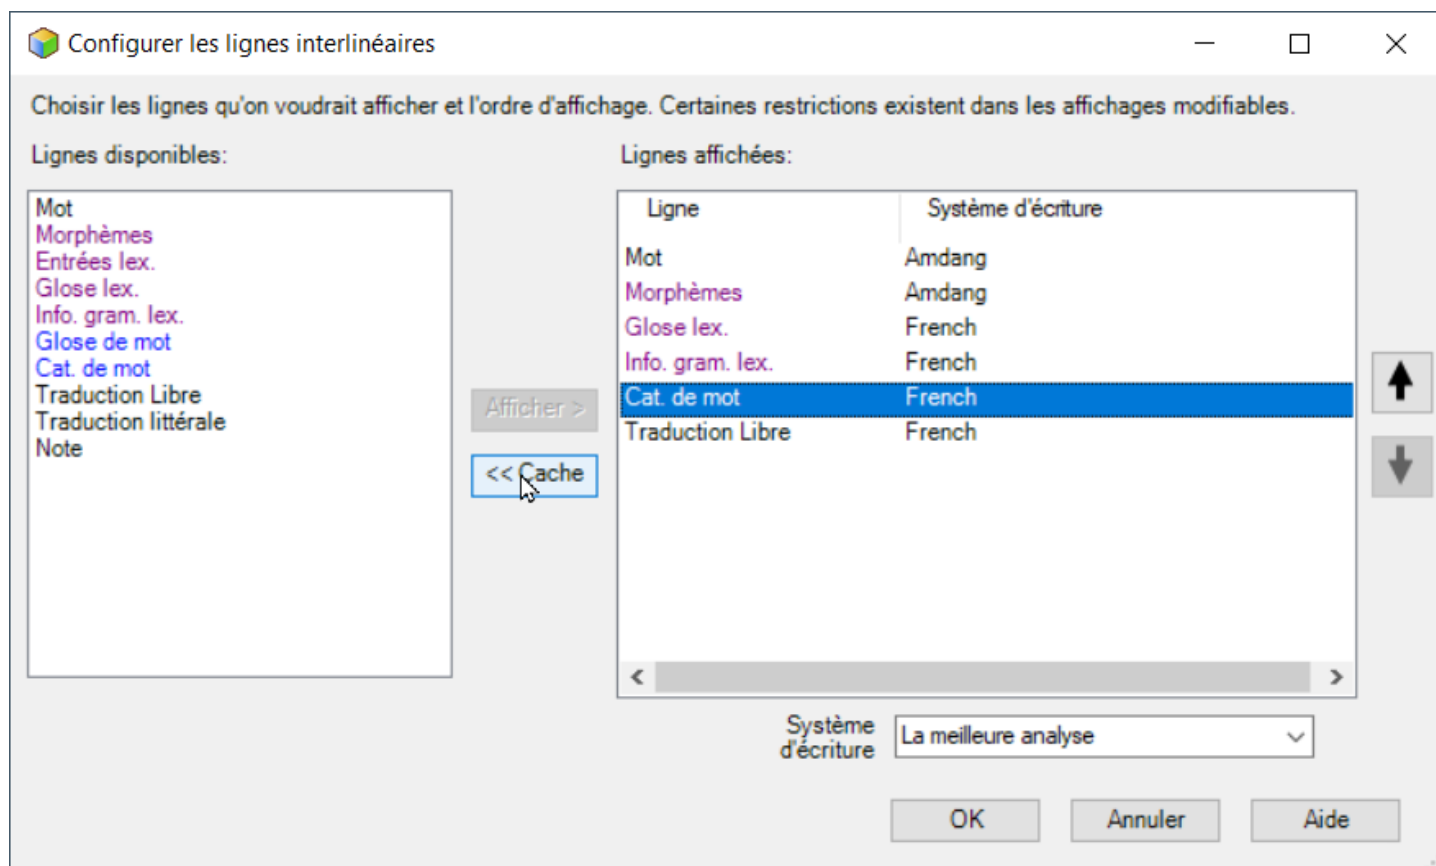 Configurer les lignes interlinéaires
Choisir les lignes qu'on voudrait afficher et l'ordre d'affichage. Certaines restrictions existent dans les affichages modifiables.
Lignes disponibles:
Mot
Morphèmes
Entrées lex.
Glose lex.
Info. gram. lex.
Glose de mot
Cat. de mot
Traduction Libre
Traduction littérale
Note
Afficher >
<< Cache
Lignes affichées:
Ligne Système d'écriture
Mot Amdang
Morphèmes Amdang
Glose lex. French
Info. gram. lex. French
Cat. de mot French
Traduction Libre French
Système
d'écriture
La meilleure analyse
OK Annuler Aide